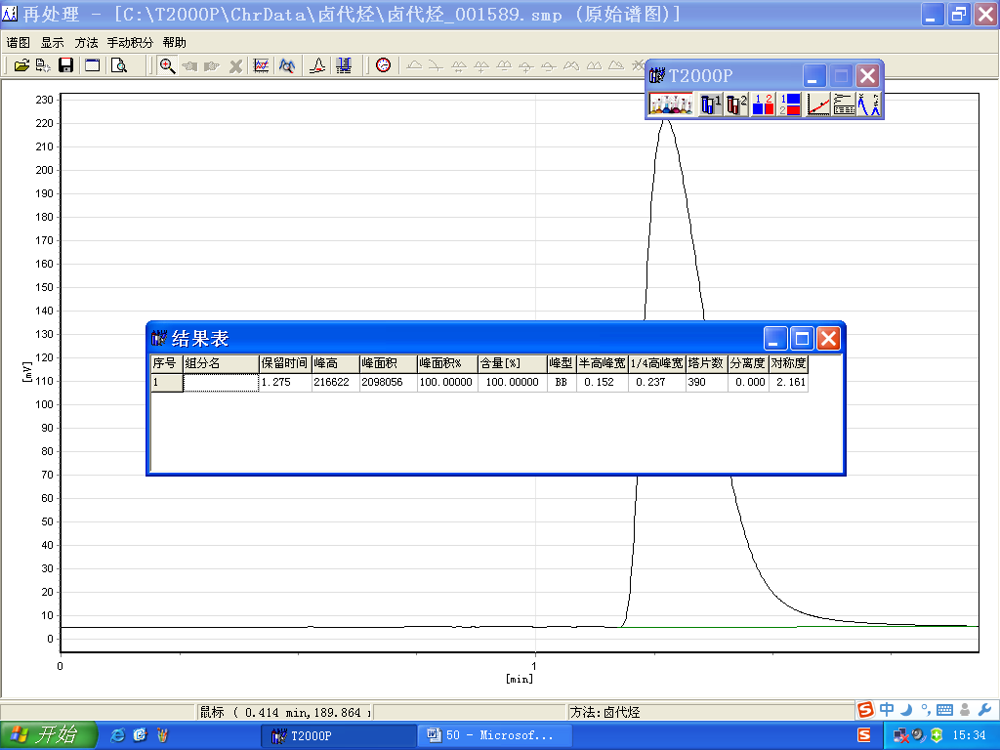 再处理 - [C:\T2000P\ChrData\卤代烃\卤代烃_001589.smp (原始谱图)]
谱图 显示 方法 手动积分 帮助
T2000P
1 2 1 2 1 2
230
220
210
200
190
180
170
160
150
140
130
120
110
100
90
80
70
60
50
40
30
20
10
0
[mV]
结果表
序号 组分名 保留时间 峰高 峰面积 峰面积% 含量[%] 峰型 半高峰宽 1/4高峰宽 塔片数 分离度 对称度
1 1.275 216622 2098056 100.00000 100.00000 BB 0.152 0.237 390 0.000 2.161
0 1
[min]
鼠标 ( 0.414 min,189.864 方法:卤代烃
中
开始 T2000P 50 - Microsof... 15:34